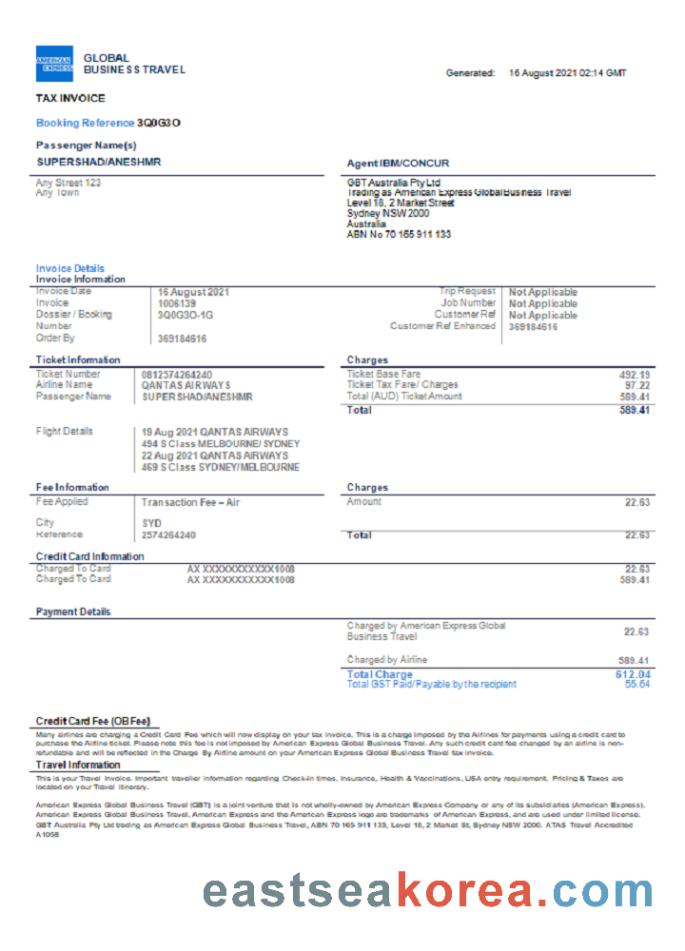 AMERICAN EXPRESS
GLOBAL
BUSINESS TRAVEL
Generated: 16 August 2021 02:14 GMT
TAX INVOICE
Booking Reference 3Q0G3O
Passenger Name(s)
SUPERSHAD/ANESHMR
Agent IBM/CONCUR
Any Street 123
Any Town
GBT Australia Pty Ltd
Trading as American Express Global Business Travel
Level 18, 2 Market Street
Sydney NSW 2000
Australia
ABN No 70 165 911 133
Invoice Details
Invoice Information
Invoice Date 16 August 2021 Trip Request Not Applicable
Invoice 1006139 Job Number Not Applicable
Dossier / Booking 3Q0G3O-1G Customer Ref Not Applicable
Number Customer Ref Enhanced 369184616
Order By 369184616
Ticket Information Charges
Ticket Number 0812574264240 Ticket Base Fare 492.19
Airline Name QANTAS AIRWAYS Ticket Tax Fare/ Charges 97.22
Passenger Name SUPERSHAD/ANESHMR Total (AUD) Ticket Amount 589.41
Total 589.41
Flight Details 19 Aug 2021 QANTAS AIRWAYS
494 S Class MELBOURNE/ SYDNEY
22 Aug 2021 QANTAS AIRWAYS
469 S Class SYDNEY/MELBOURNE
Fee Information Charges
Fee Applied Transaction Fee – Air Amount 22.63
City SYD
Reference 2574264240 Total 22.63
Credit Card Information
Charged To Card AX XXXXXXXXXXX1008 22.63
Charged To Card AX XXXXXXXXXXX1008 589.41
Payment Details
Charged by American Express Global
Business Travel 22.63
Charged by Airline 589.41
Total Charge 612.04
Total GST Paid/Payable by the recipient 55.64
Credit Card Fee (OB Fee)
Many airlines are charging a Credit Card Fee which will now display on your tax invoice. This is a charge imposed by the Airlines for payments using a credit card to
purchase the Airline ticket. Please note this fee is not imposed by American Express Global Business Travel. Any such credit card fee changed by an airline is non-
refundable and will be reflected in the Charge By Airline amount on your American Express Global Business Travel tax invoice.
Travel Information
This is your Travel Invoice. Important traveller information regarding Check-in times, Insurance, Health & Vaccinations, USA entry requirement, Pricing & Taxes are
located on your Travel Itinerary.
American Express Global Business Travel (GBT) is a joint venture that is not wholly-owned by American Express Company or any of its subsidiaries (American Express).
American Express Global Business Travel, American Express and the American Express logo are trademarks of American Express, and are used under limited license.
GBT Australia Pty Ltd trading as American Express Global Business Travel, ABN 70 165 911 133, Level 18, 2 Market St, Sydney NSW 2000. ATAS Travel Accredited
A1058
eastseakorea.com